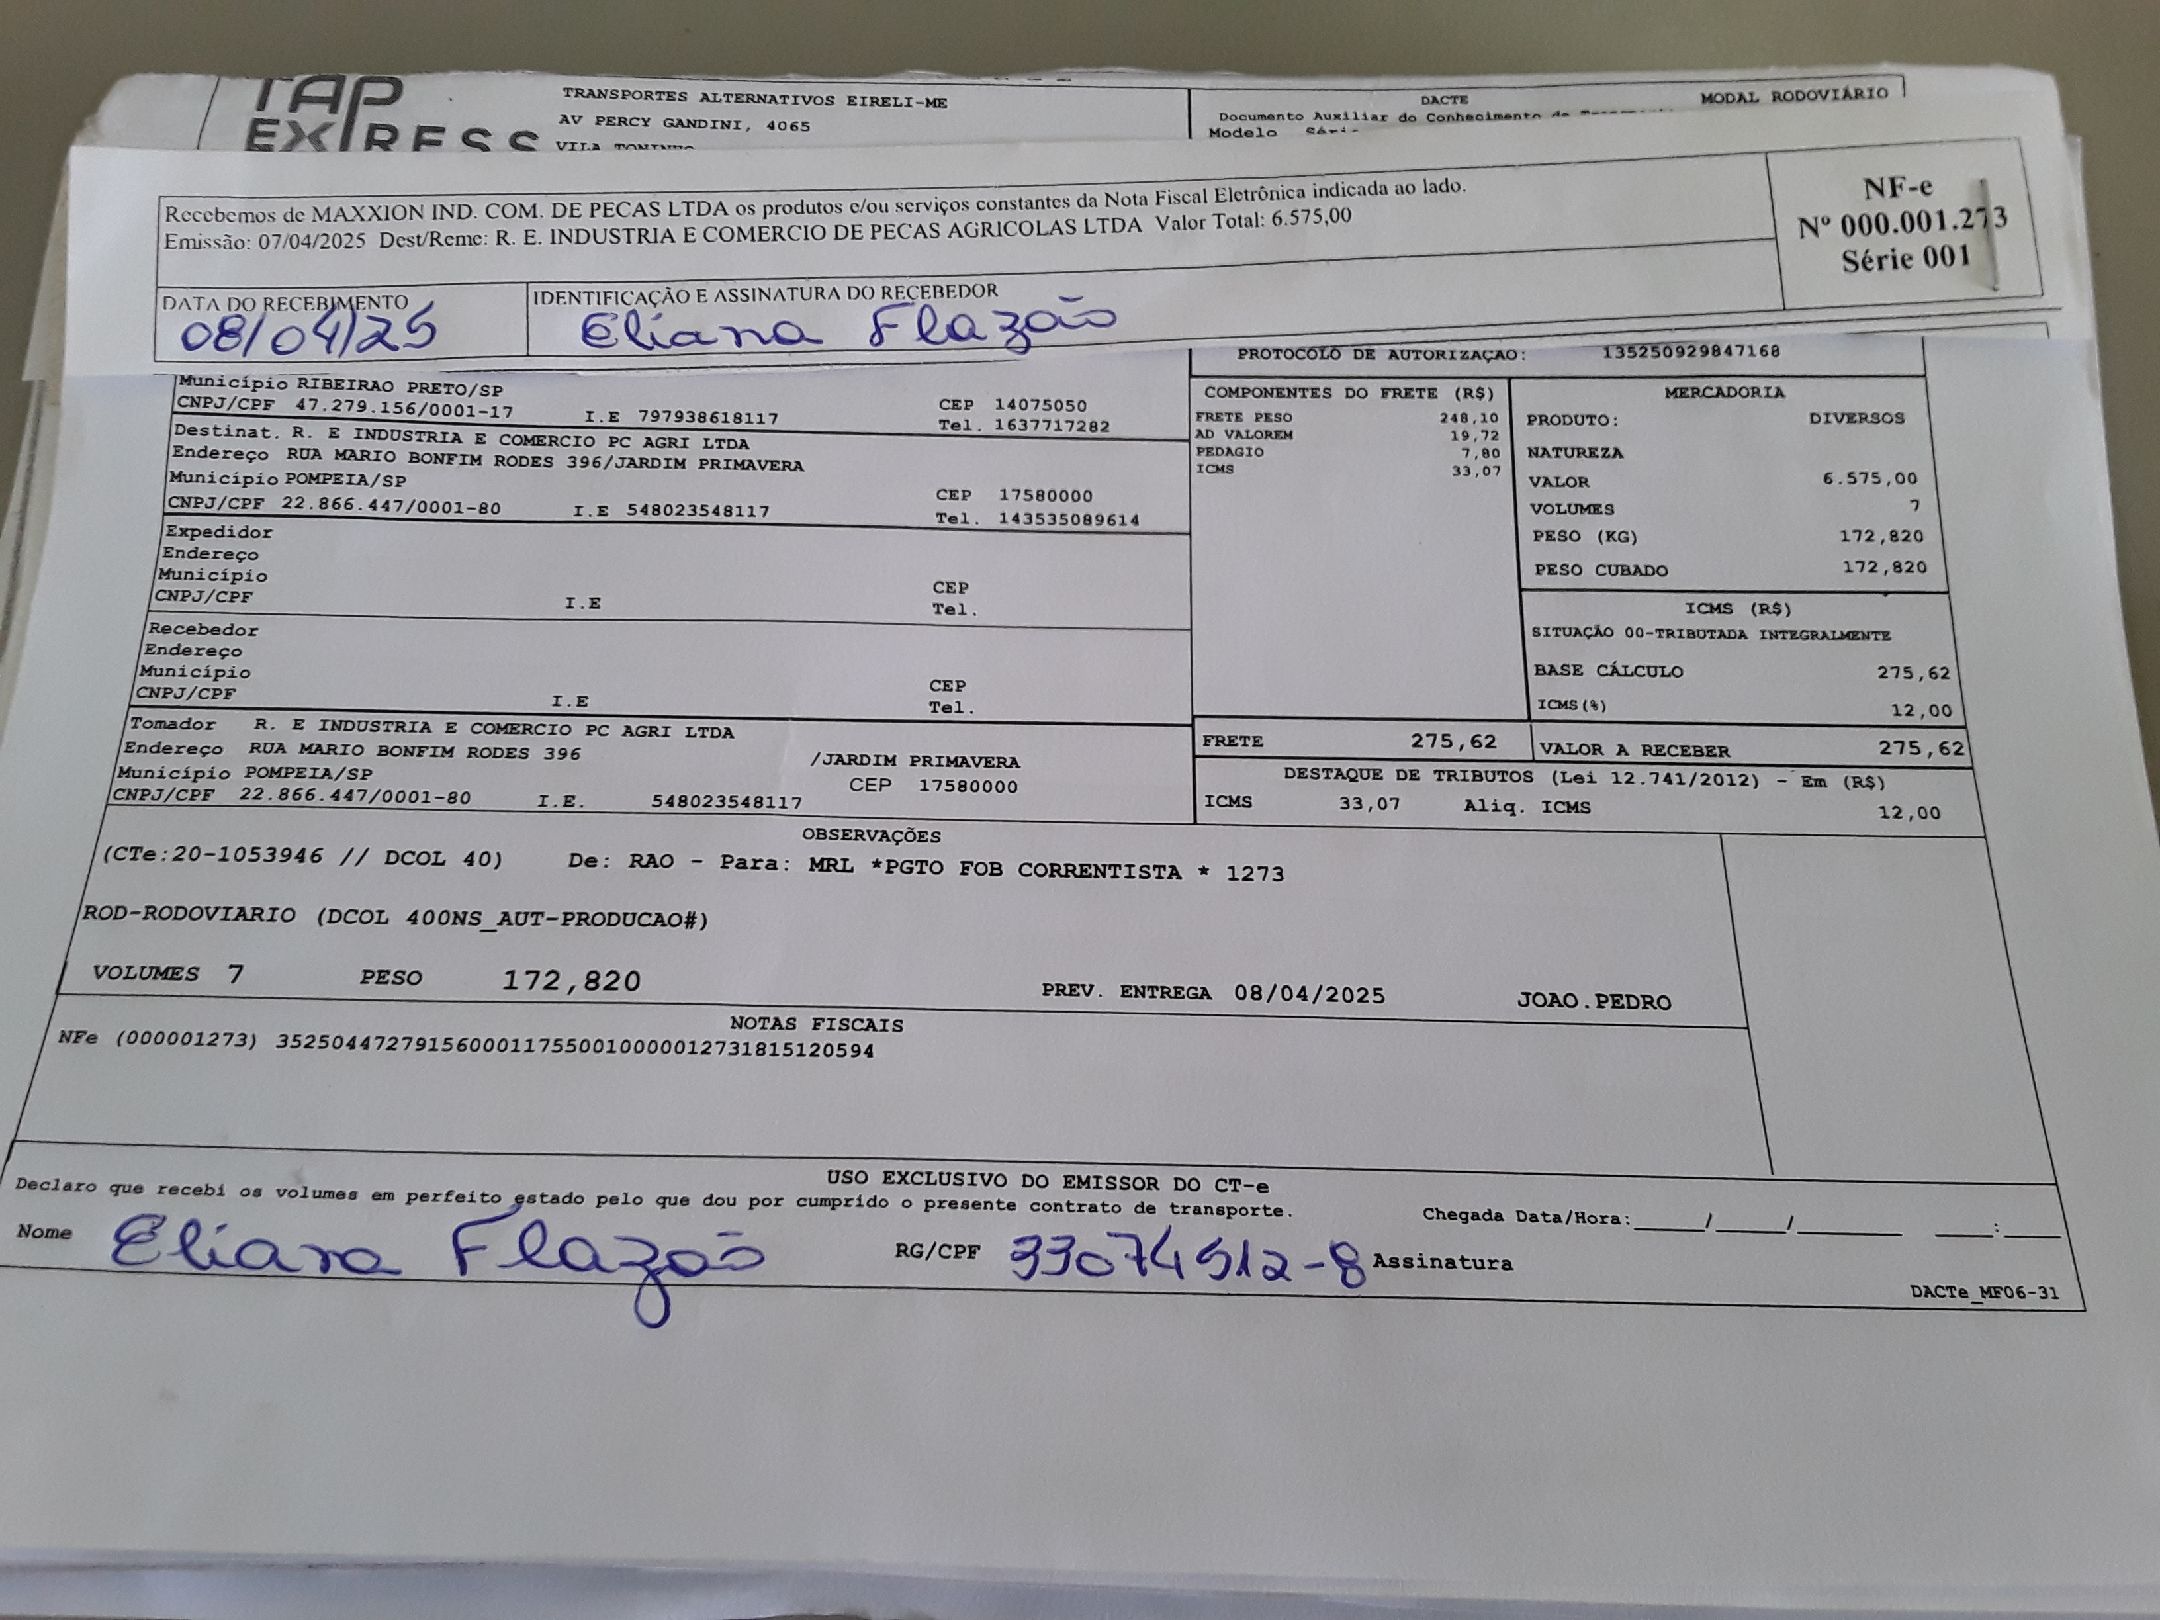 TAP
EXPRESS
TRANSPORTES ALTERNATIVOS EIRELI-ME
AV PERCY GANDINI, 4065
VILA TONINHO
DACTE
MODAL RODOVIÁRIO
Documento Auxiliar do Conhecimento de
Modelo Série
Recebemos de MAXXION IND. COM. DE PECAS LTDA os produtos e/ou serviços constantes da Nota Fiscal Eletrônica indicada ao lado.
Emissão: 07/04/2025 Dest/Reme: R. E. INDUSTRIA E COMERCIO DE PECAS AGRICOLAS LTDA Valor Total: 6.575,00
NF-e
Nº 000.001.273
Série 001
DATA DO RECEBIMENTO
08/04/25
IDENTIFICAÇÃO E ASSINATURA DO RECEBEDOR
Eliana Flazão
PROTOCOLO DE AUTORIZAÇAO: 135250929847168
Município RIBEIRAO PRETO/SP
CEP 14075050
CNPJ/CPF 47.279.156/0001-17 I.E 797938618117 Tel. 1637717282
Destinat. R. E INDUSTRIA E COMERCIO PC AGRI LTDA
Endereço RUA MARIO BONFIM RODES 396/JARDIM PRIMAVERA
Município POMPEIA/SP CEP 17580000
CNPJ/CPF 22.866.447/0001-80 I.E 548023548117 Tel. 143535089614
Expedidor
Endereço
Município CEP
CNPJ/CPF I.E Tel.
Recebedor
Endereço
Município CEP
CNPJ/CPF I.E Tel.
Tomador R. E INDUSTRIA E COMERCIO PC AGRI LTDA
Endereço RUA MARIO BONFIM RODES 396 /JARDIM PRIMAVERA
Município POMPEIA/SP CEP 17580000
CNPJ/CPF 22.866.447/0001-80 I.E. 548023548117
COMPONENTES DO FRETE (R$)
FRETE PESO 248,10
AD VALOREM 19,72
PEDAGIO 7,80
ICMS 33,07
MERCADORIA
PRODUTO: DIVERSOS
NATUREZA
VALOR 6.575,00
VOLUMES 7
PESO (KG) 172,820
PESO CUBADO 172,820
ICMS (R$)
SITUAÇÃO 00-TRIBUTADA INTEGRALMENTE
BASE CÁLCULO 275,62
ICMS(%) 12,00
FRETE 275,62 VALOR A RECEBER 275,62
DESTAQUE DE TRIBUTOS (Lei 12.741/2012) - Em (R$)
ICMS 33,07 Aliq. ICMS 12,00
OBSERVAÇÕES
(CTe:20-1053946 // DCOL 40) De: RAO - Para: MRL *PGTO FOB CORRENTISTA * 1273
ROD-RODOVIARIO (DCOL 400NS_AUT-PRODUCAO#)
VOLUMES 7 PESO 172,820 PREV. ENTREGA 08/04/2025 JOAO.PEDRO
NOTAS FISCAIS
NFe (000001273) 35250447279156000117550010000012731815120594
USO EXCLUSIVO DO EMISSOR DO CT-e
Declaro que recebi os volumes em perfeito estado pelo que dou por cumprido o presente contrato de transporte.
Chegada Data/Hora:_____/_____/_______ ____:____
Nome Eliana Flazão RG/CPF 33074512-8 Assinatura
DACTe_MF06-31